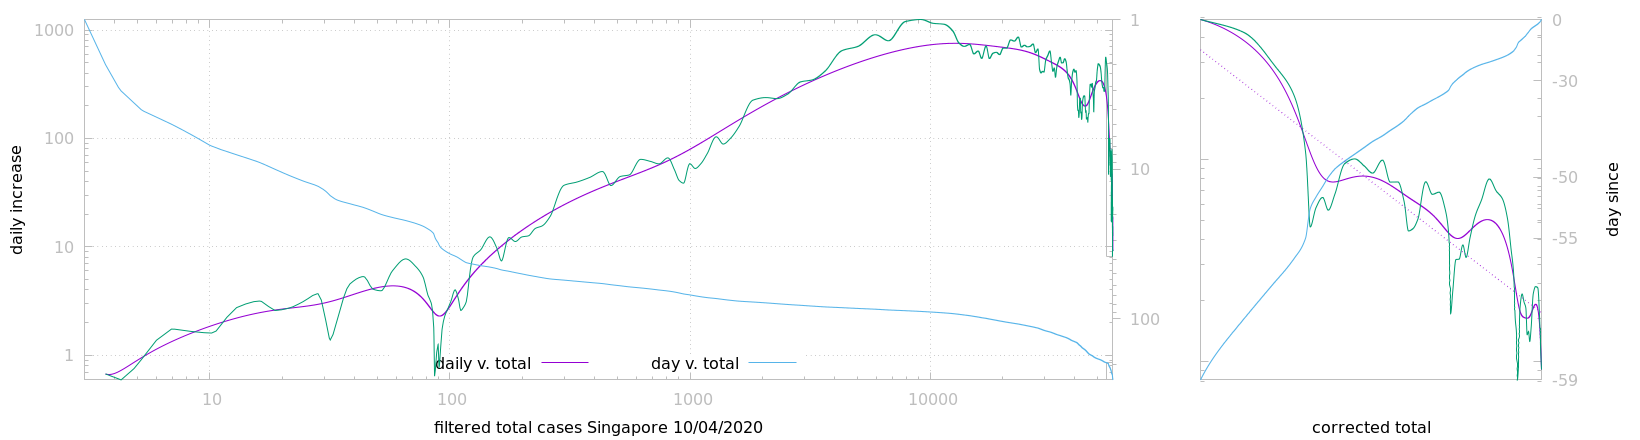 1000
100
10
1
daily increase
10
100
1000
10000
filtered total cases Singapore 10/04/2020
daily v. total
day v. total
1
10
100
0
-30
-50
-55
-59
day since
corrected total